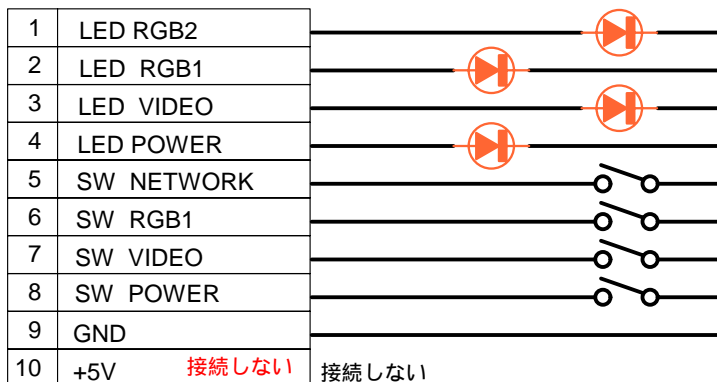 1 LED RGB2
2 LED RGB1
3 LED VIDEO
4 LED POWER
5 SW NETWORK
6 SW RGB1
7 SW VIDEO
8 SW POWER
9 GND
10 +5V 接続しない 接続しない